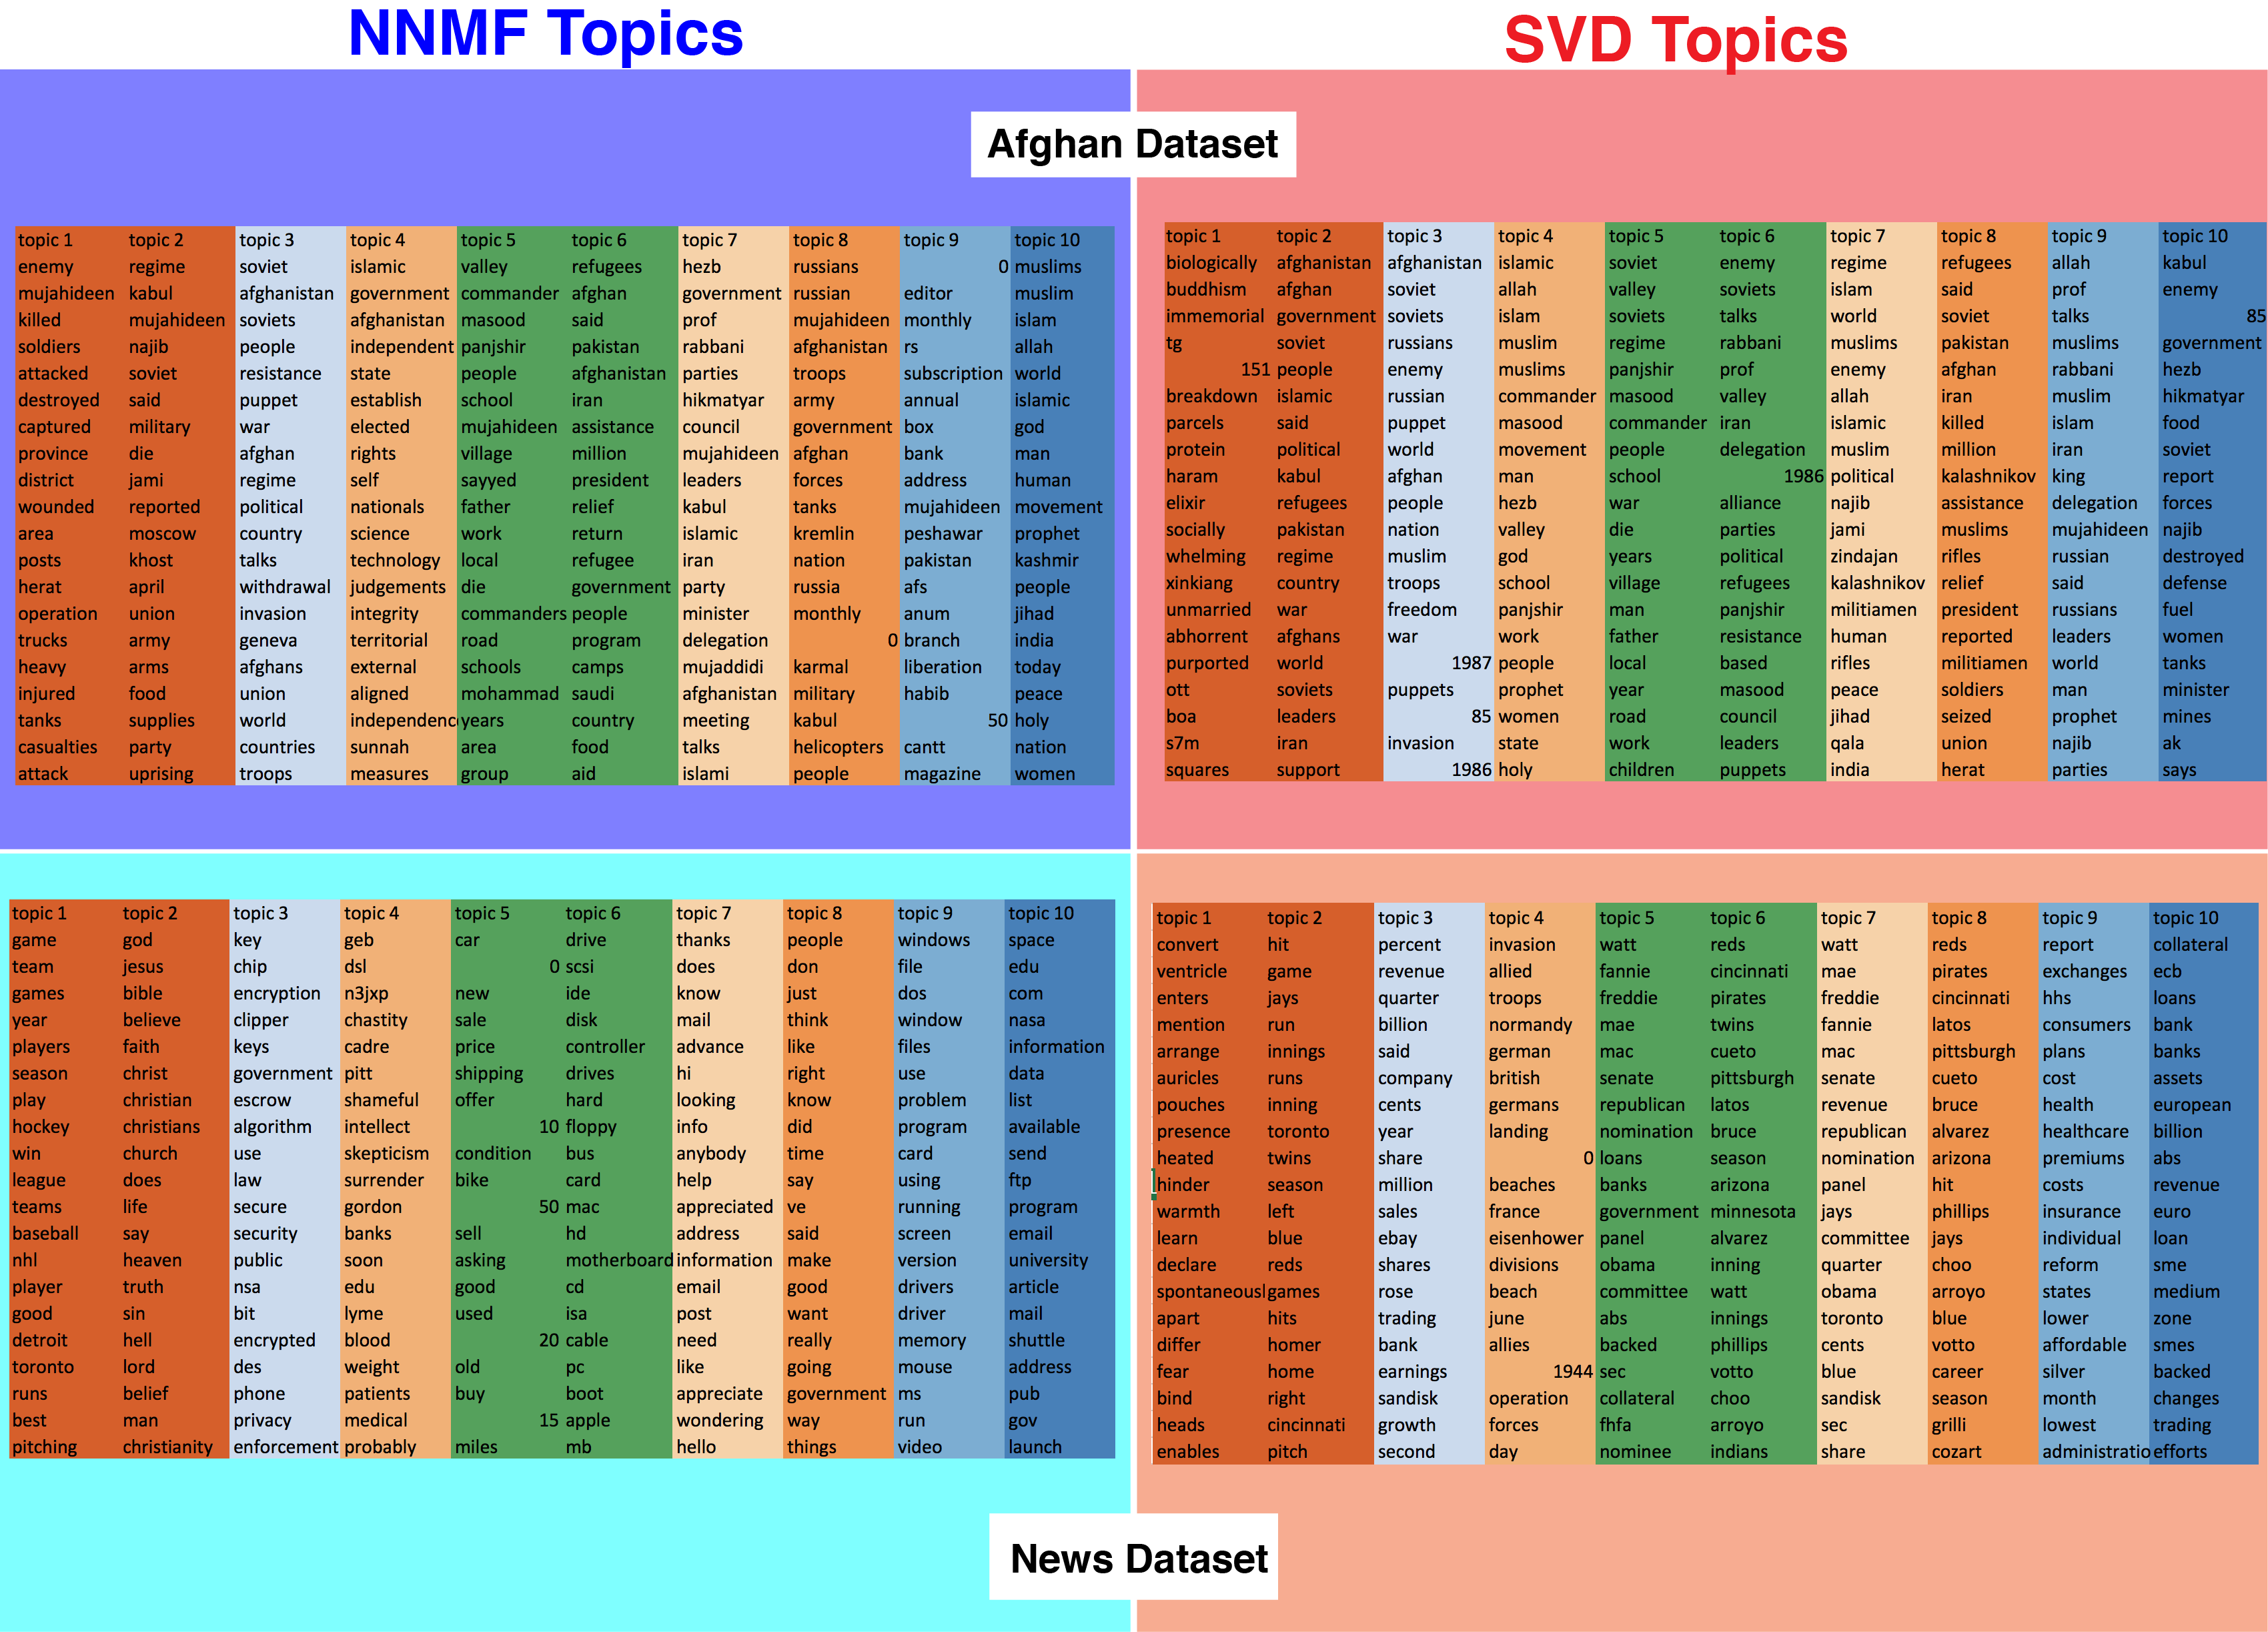 NNMF Topics SVD Topics
Afghan Dataset
topic 1 topic 2 topic 3 topic 4 topic 5 topic 6 topic 7 topic 8 topic 9 topic 10
enemy regime soviet islamic valley refugees hezb russians 0 muslims
mujahideen kabul afghanistan government commander afghan government russian editor muslim
killed mujahideen soviets afghanistan masood said prof mujahideen monthly islam
soldiers najib people independent panjshir pakistan rabbani afghanistan rs allah
attacked soviet resistance state people afghanistan parties troops subscription world
destroyed said puppet establish school iran hikmatyar army annual islamic
captured military war elected mujahideen assistance council government box god
province die afghan rights village million mujahideen afghan bank man
district jami regime self sayyed president leaders forces address human
wounded reported political nationals father relief kabul tanks mujahideen movement
area moscow country science work return islamic kremlin peshawar prophet
posts khost talks technology local refugee iran nation pakistan kashmir
herat april withdrawal judgements die government party russia afs people
operation union invasion integrity commanders people minister monthly anum jihad
trucks army geneva territorial road program delegation 0 branch india
heavy arms afghans external schools camps mujaddidi karmal liberation today
injured food union aligned mohammad saudi afghanistan military habib peace
tanks supplies world independenc years country meeting kabul 50 holy
casualties party countries sunnah area food talks helicopters cantt nation
attack uprising troops measures group aid islami people magazine women
topic 1 topic 2 topic 3 topic 4 topic 5 topic 6 topic 7 topic 8 topic 9 topic 10
biologically afghanistan afghanistan islamic soviet enemy regime refugees allah kabul
buddhism afghan soviet allah valley soviets islam said prof enemy
immemorial government soviets islam soviets talks world soviet talks 85
tg soviet russians muslim regime rabbani muslims pakistan muslims government
151 people enemy muslims panjshir prof enemy afghan rabbani hezb
breakdown islamic russian commander masood valley allah iran muslim hikmatyar
parcels said puppet masood commander iran islamic killed islam food
protein political world movement people delegation muslim million iran soviet
haram kabul afghan man school 1986 political kalashnikov king report
elixir refugees people hezb war alliance najib assistance delegation forces
socially pakistan nation valley die parties jami muslims mujahideen najib
whelming regime muslim god years political zindajan rifles russian destroyed
xinkiang country troops school village refugees kalashnikov relief said defense
unmarried war freedom panjshir man panjshir militiamen president russians fuel
abhorrent afghans war work father resistance human reported leaders women
purported world 1987 people local based rifles militiamen world tanks
ott soviets puppets prophet year masood peace soldiers man minister
boa leaders 85 women road council jihad seized prophet mines
s7m iran invasion state work leaders qala union najib ak
squares support 1986 holy children puppets india herat parties says
topic 1 topic 2 topic 3 topic 4 topic 5 topic 6 topic 7 topic 8 topic 9 topic 10
game god key geb car drive thanks people windows space
team jesus chip dsl 0 scsi does don file edu
games bible encryption n3jxp new ide know just dos com
year believe clipper chastity sale disk mail think window nasa
players faith keys cadre price controller advance like files information
season christ government pitt shipping drives hi right use data
play christian escrow shameful offer hard looking know problem list
hockey christians algorithm intellect 10 floppy info did program available
win church use skepticism condition bus anybody time card send
league does law surrender bike card help say using ftp
teams life secure gordon 50 mac appreciated ve running program
baseball say security banks sell hd address said screen email
nhl heaven public soon asking motherboard information make version university
player truth nsa edu good cd email good drivers article
good sin bit lyme used isa post want driver mail
detroit hell encrypted blood 20 cable need really memory shuttle
toronto lord des weight old pc like going mouse address
runs belief phone patients buy boot appreciate government ms pub
best man privacy medical 15 apple wondering way run gov
pitching christianity enforcement probably miles mb hello things video launch
topic 1 topic 2 topic 3 topic 4 topic 5 topic 6 topic 7 topic 8 topic 9 topic 10
convert hit percent invasion watt reds watt reds report collateral
ventricle game revenue allied fannie cincinnati mae pirates exchanges ecb
enters jays quarter troops freddie pirates freddie cincinnati hhs loans
mention run billion normandy mae twins fannie latos consumers bank
arrange innings said german mac cueto mac pittsburgh plans banks
auricles runs company british senate pittsburgh senate cueto cost assets
pouches inning cents germans republican latos revenue bruce health european
presence toronto year landing nomination bruce republican alvarez healthcare billion
heated twins share 0 loans season nomination arizona premiums abs
hinder season million beaches banks arizona panel hit costs revenue
warmth left sales france government minnesota jays phillips insurance euro
learn blue ebay eisenhower panel alvarez committee jays individual loan
declare reds shares divisions obama inning quarter choo reform sme
spontaneousl games rose beach committee watt obama arroyo states medium
apart hits trading june abs innings toronto blue lower zone
differ homer bank allies backed phillips cents votto affordable smes
fear home earnings 1944 sec votto blue career silver backed
bind right sandisk operation collateral choo sandisk season month changes
heads cincinnati growth forces fhfa arroyo sec grilli lowest trading
enables pitch second day nominee indians share cozart administratio efforts
News Dataset